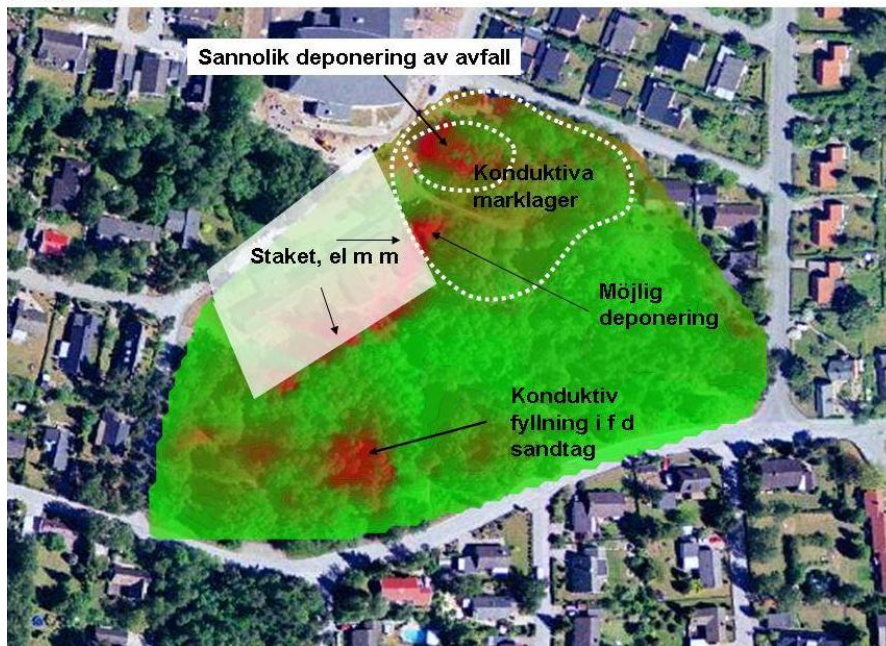 Sannolik deponering av avfall
Konduktiva
marklager
Staket, el m m
Möjlig
deponering
Konduktiv
fyllning i f d
sandtag